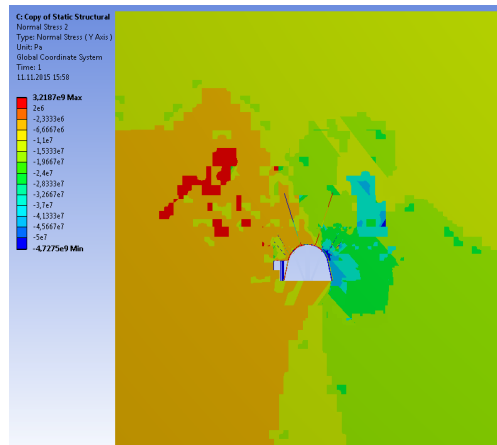 C: Copy of Static Structural
Normal Stress 2
Type: Normal Stress ( Y Axis )
Unit: Pa
Global Coordinate System
Time: 1
11.11.2015 15:58
3,2187e9 Max
2e6
-2,3333e6
-6,6667e6
-1,1e7
-1,5333e7
-1,9667e7
-2,4e7
-2,8333e7
-3,2667e7
-3,7e7
-4,1333e7
-4,5667e7
-5e7
-4,7275e9 Min